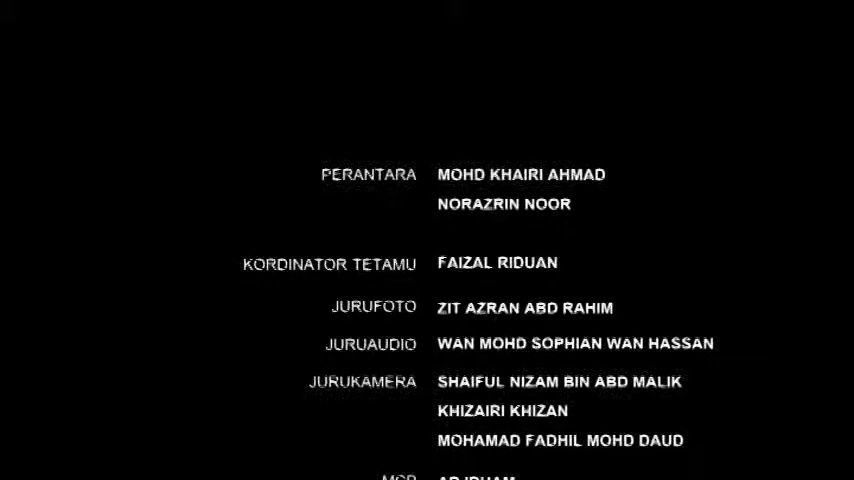 PERANTARA MOHD KHAIRI AHMAD
NORAZRIN NOOR
KORDINATOR TETAMU FAIZAL RIDUAN
JURUFOTO ZIT AZRAN ABD RAHIM
JURUAUDIO WAN MOHD SOPHIAN WAN HASSAN
JURUKAMERA SHAIFUL NIZAM BIN ABD MALIK
KHIZAIRI KHIZAN
MOHAMAD FADHIL MOHD DAUD